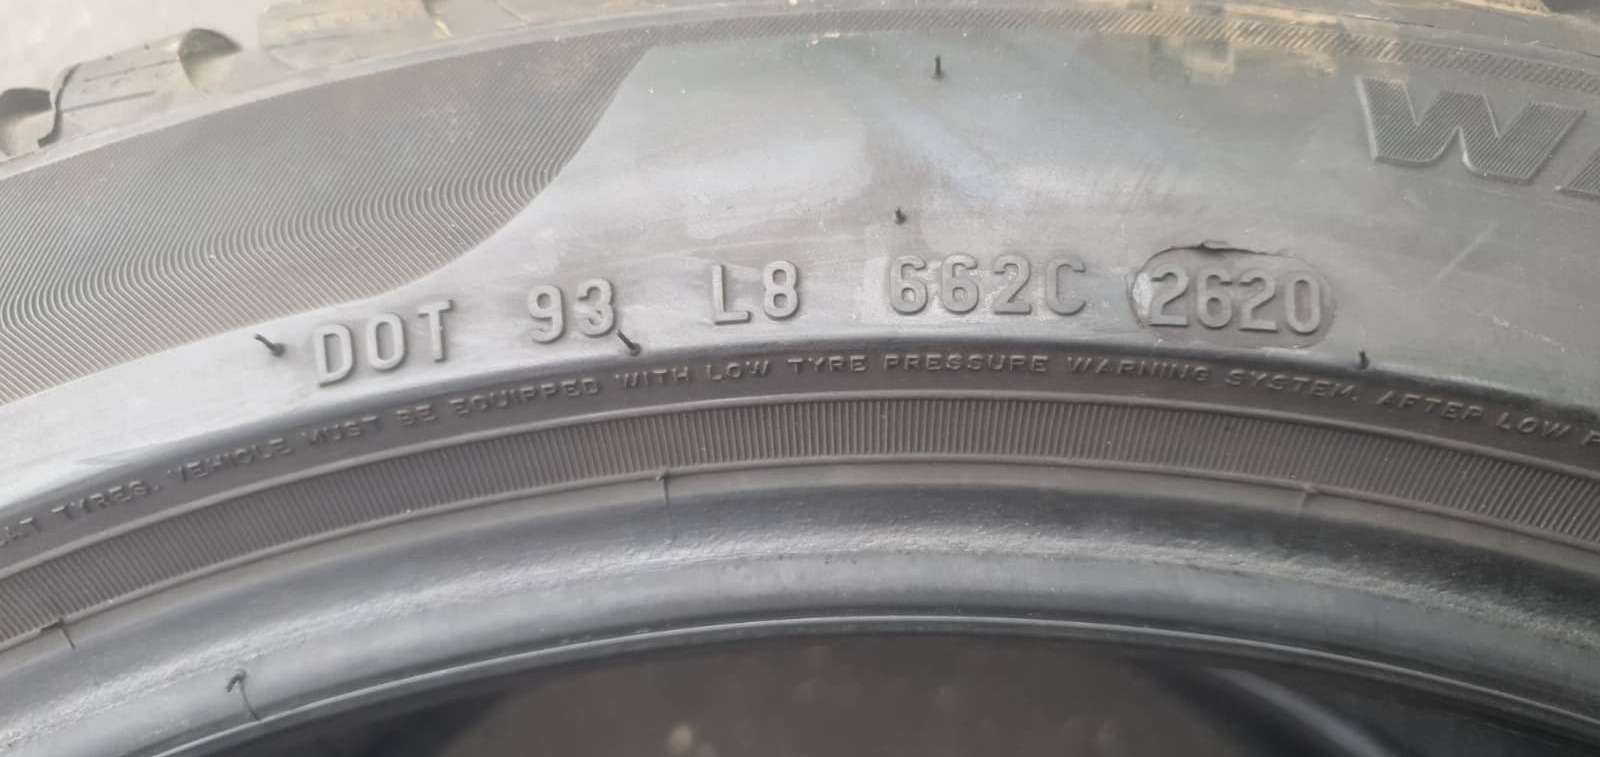 DOT 93 L8 662C 2620
TYRES. VEHICLE MUST BE EQUIPPED WITH LOW TYRE PRESSURE WARNING SYSTEM. AFTER LOW